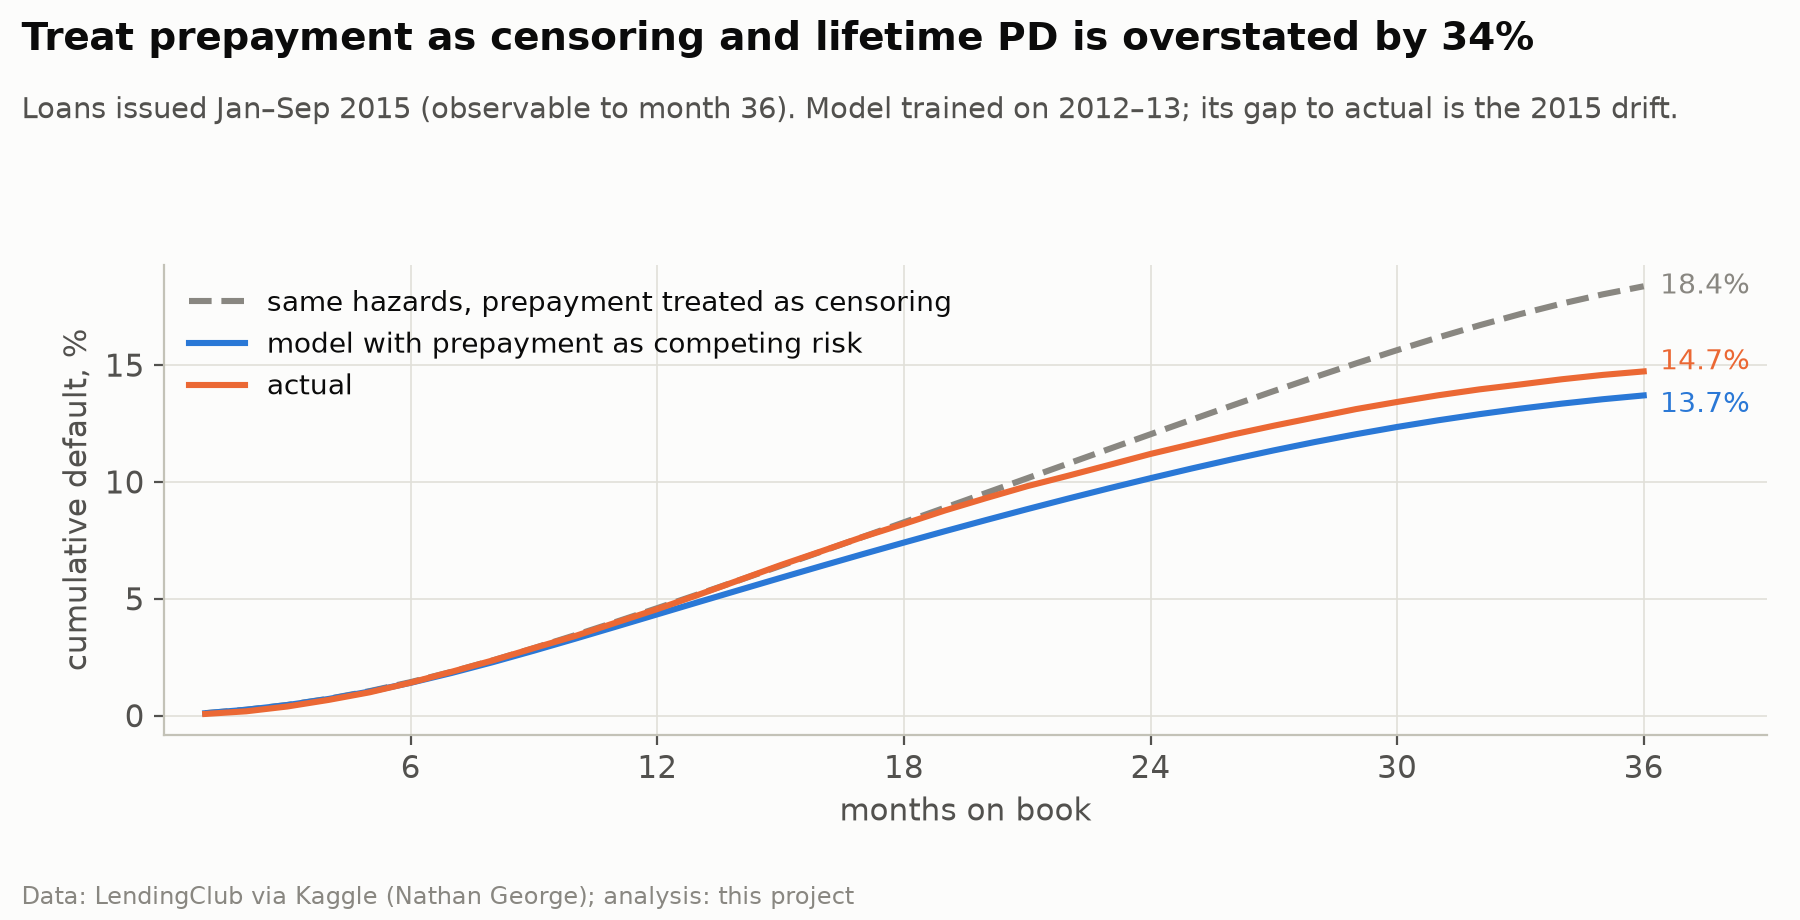 Treat prepayment as censoring and lifetime PD is overstated by 34%
Loans issued Jan–Sep 2015 (observable to month 36). Model trained on 2012–13; its gap to actual is the 2015 drift.
same hazards, prepayment treated as censoring
model with prepayment as competing risk
actual
18.4%
14.7%
13.7%
cumulative default, %
15
10
5
0
6 12 18 24 30 36
months on book
Data: LendingClub via Kaggle (Nathan George); analysis: this project